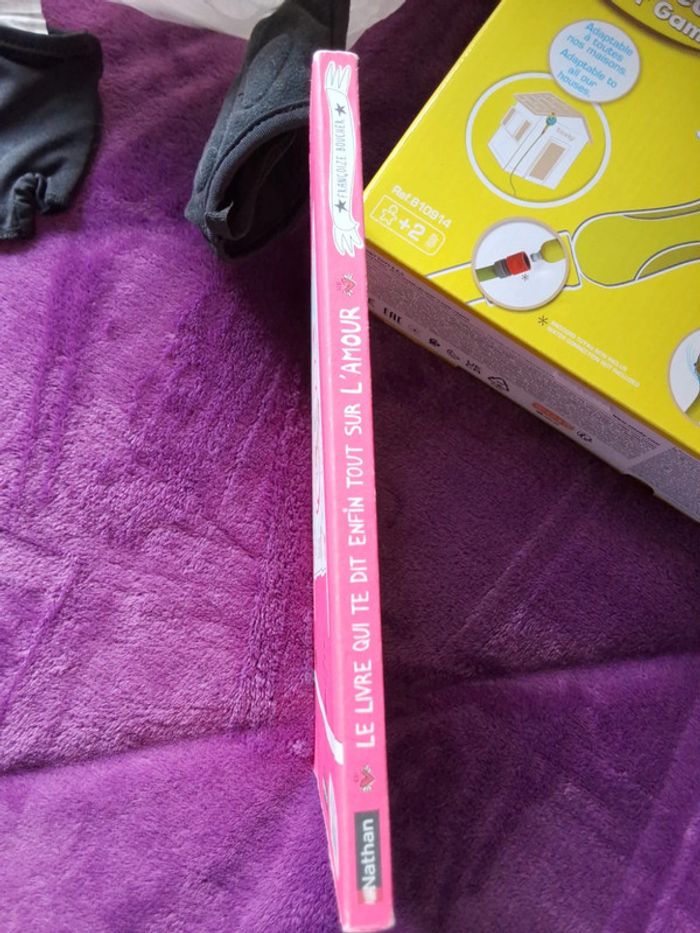 ★ FRANÇOIZE BOUCHER ★
LE LIVRE QUI TE DIT ENFIN TOUT SUR L'AMOUR
Nathan
Adaptable
à toutes
nos maisons.
Adaptable to
all our
houses.
Ref.810914
+2